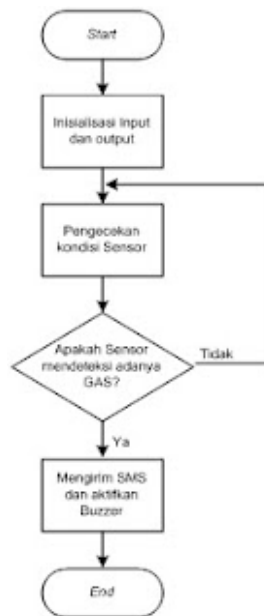 Start
Inisialisasi Input
dan output
Pengecekan
kondisi Sensor
Apakah Sensor
mendeteksi adanya
GAS?
Tidak
Ya
Mengirim SMS
dan aktifkan
Buzzer
End